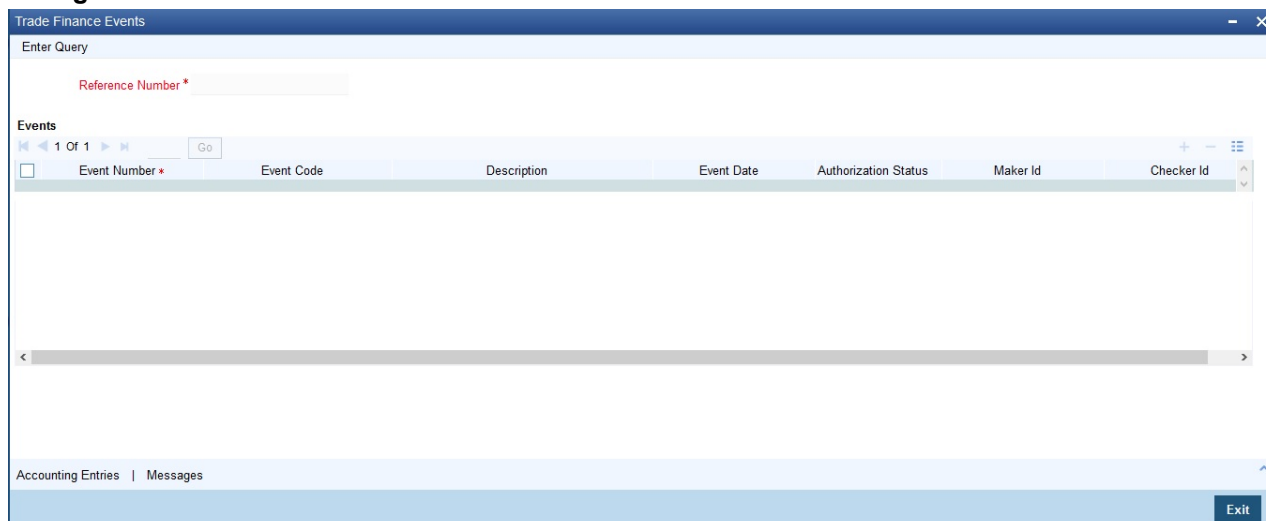 Trade Finance Events
Enter Query
Reference Number *
Events
1 Of 1 Go
Event Number * Event Code Description Event Date Authorization Status Maker Id Checker Id
Accounting Entries | Messages
Exit